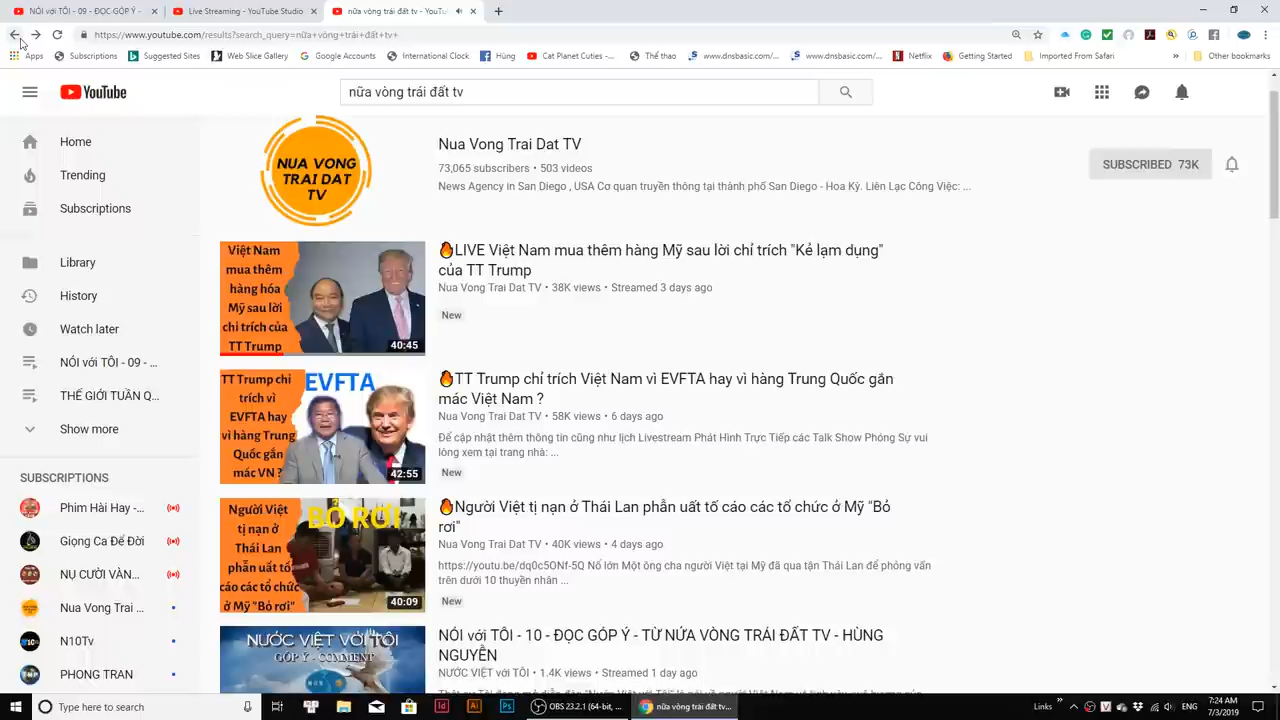 NÓI với TÔI - 09 - ĐỌC GÓP Ý -
Live Streaming - YouTube Studio
nữa vòng trái đất tv - YouTu
https://www.youtube.com/results?search_query=nữa+vòng+trái+đất+tv+
Apps
Subscriptions
Suggested Sites
Web Slice Gallery
Google Accounts
International Clock
Hùng
Cat Planet Cuties -...
Thể thao
www.dnsbasic/...
www.dnsbasic.com/...
Netflix
Getting Started
Imported From Safari
»
Other bookmarks
YouTube
nữa vòng trái đất tv
Home
Trending
Subscriptions
Library
History
Watch later
NÓI với TÔI - 09 - ...
THẾ GIỚI TUẦN Q...
Show more
SUBSCRIPTIONS
Phim Hài Hay -...
Giọng Ca Để Đời
NỤ CƯỜI VÀN...
Nua Vong Trai ...
N10Tv
PHONG TRAN
NUA VONG
TRAI DAT
TV
Nua Vong Trai Dat TV
73,065 subscribers • 503 videos
News Agency in San Diego , USA Cơ quan truyền thông tại thành phố San Diego - Hoa Kỳ. Liên Lạc Công Việc: ...
SUBSCRIBED 73K
Việt Nam
mua thêm
hàng hóa
Mỹ sau lời
chỉ trích của
TT Trump
40:45
🔥LIVE Việt Nam mua thêm hàng Mỹ sau lời chỉ trích "Kẻ lạm dụng"
của TT Trump
Nua Vong Trai Dat TV • 38K views • Streamed 3 days ago
New
TT Trump chỉ
trích vì
EVFTA hay
vì hàng Trung
Quốc gắn
mác VN ?
EVFTA
42:55
🔥TT Trump chỉ trích Việt Nam vi EVFTA hay vì hàng Trung Quốc gắn
mác Việt Nam ?
Nua Vong Trai Dat TV • 58K views • 6 days ago
Để cập nhật thêm thông tin cũng như lịch Livestream Phát Hình Trực Tiếp các Talk Show Phóng Sự vui
lòng xem tại trang nhà: ...
New
Người Việt
tị nạn ở
Thái Lan
phẫn uất tố
cáo các tổ chức
ở Mỹ "Bỏ rơi"
BỎ RƠI
40:09
🔥Người Việt tị nạn ở Thái Lan phẫn uất tố cáo các tổ chức ở Mỹ "Bỏ
rơi"
Nua Vong Trai Dat TV • 40K views • 4 days ago
https://youtu.be/dq0c5ONf-5Q Nổ lớn Một ông cha người Việt tại Mỹ đã qua tận Thái Lan để phỏng vấn
trên dưới 10 thuyền nhân ...
New
NƯỚC VIỆT VỚI TÔI
GÓP Ý - COMMENT
NÓI với TÔI - 10 - ĐỌC GÓP Ý - TỪ NỬA VÒNG TRÁI ĐẤT TV - HÙNG
NGUYỄN
NƯỚC VIỆT với TÔI • 1.4K views • Streamed 1 day ago
Type here to search
OBS 23.2.1 (64-bit, ...
nữa vòng trái đất tv...
Links
»
7:24 AM
7/3/2019